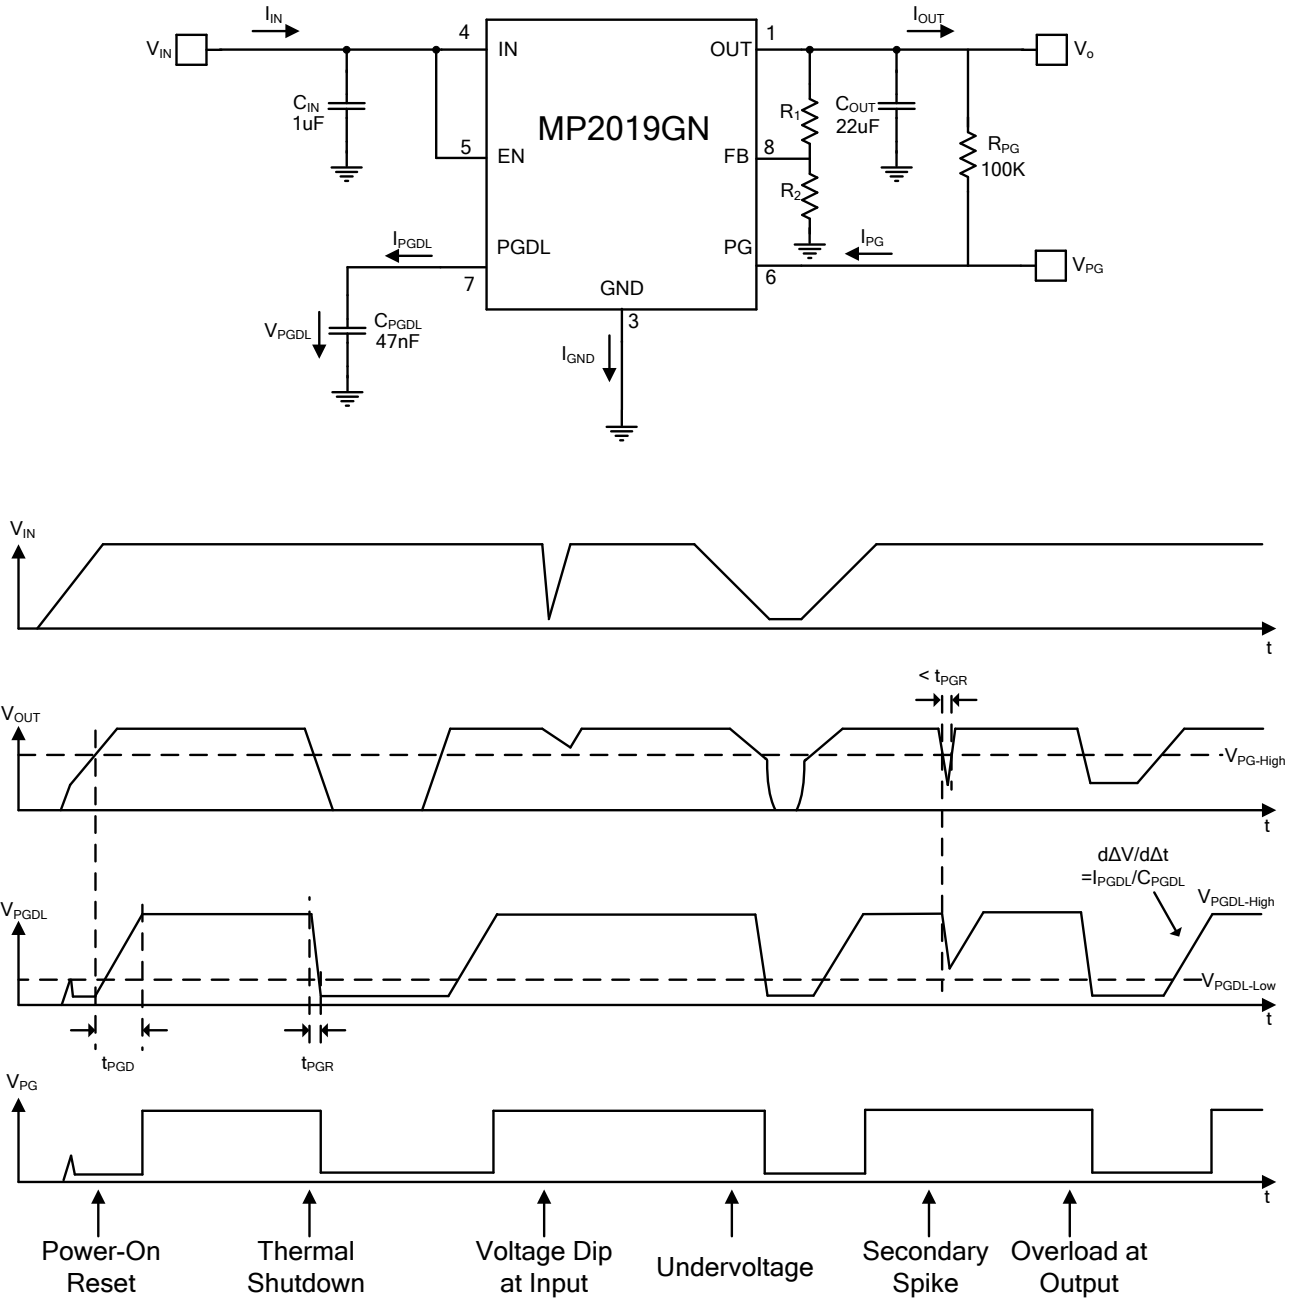 I_IN
I_OUT
V_IN
4
IN
OUT
1
V_o
C_IN
1uF
MP2019GN
R_1
C_OUT
22uF
R_PG
100K
5
EN
FB
8
R_2
I_PGDL
PGDL
PG
I_PG
7
6
V_PG
GND
3
V_PGDL
C_PGDL
47nF
I_GND
V_IN
t
< t_PGR
V_OUT
V_PG-High
t
dΔV/dΔt
=I_PGDL/C_PGDL
V_PGDL
V_PGDL-High
V_PGDL-Low
t
t_PGD
t_PGR
V_PG
t
Power-On
Reset
Thermal
Shutdown
Voltage Dip
at Input
Undervoltage
Secondary
Spike
Overload at
Output